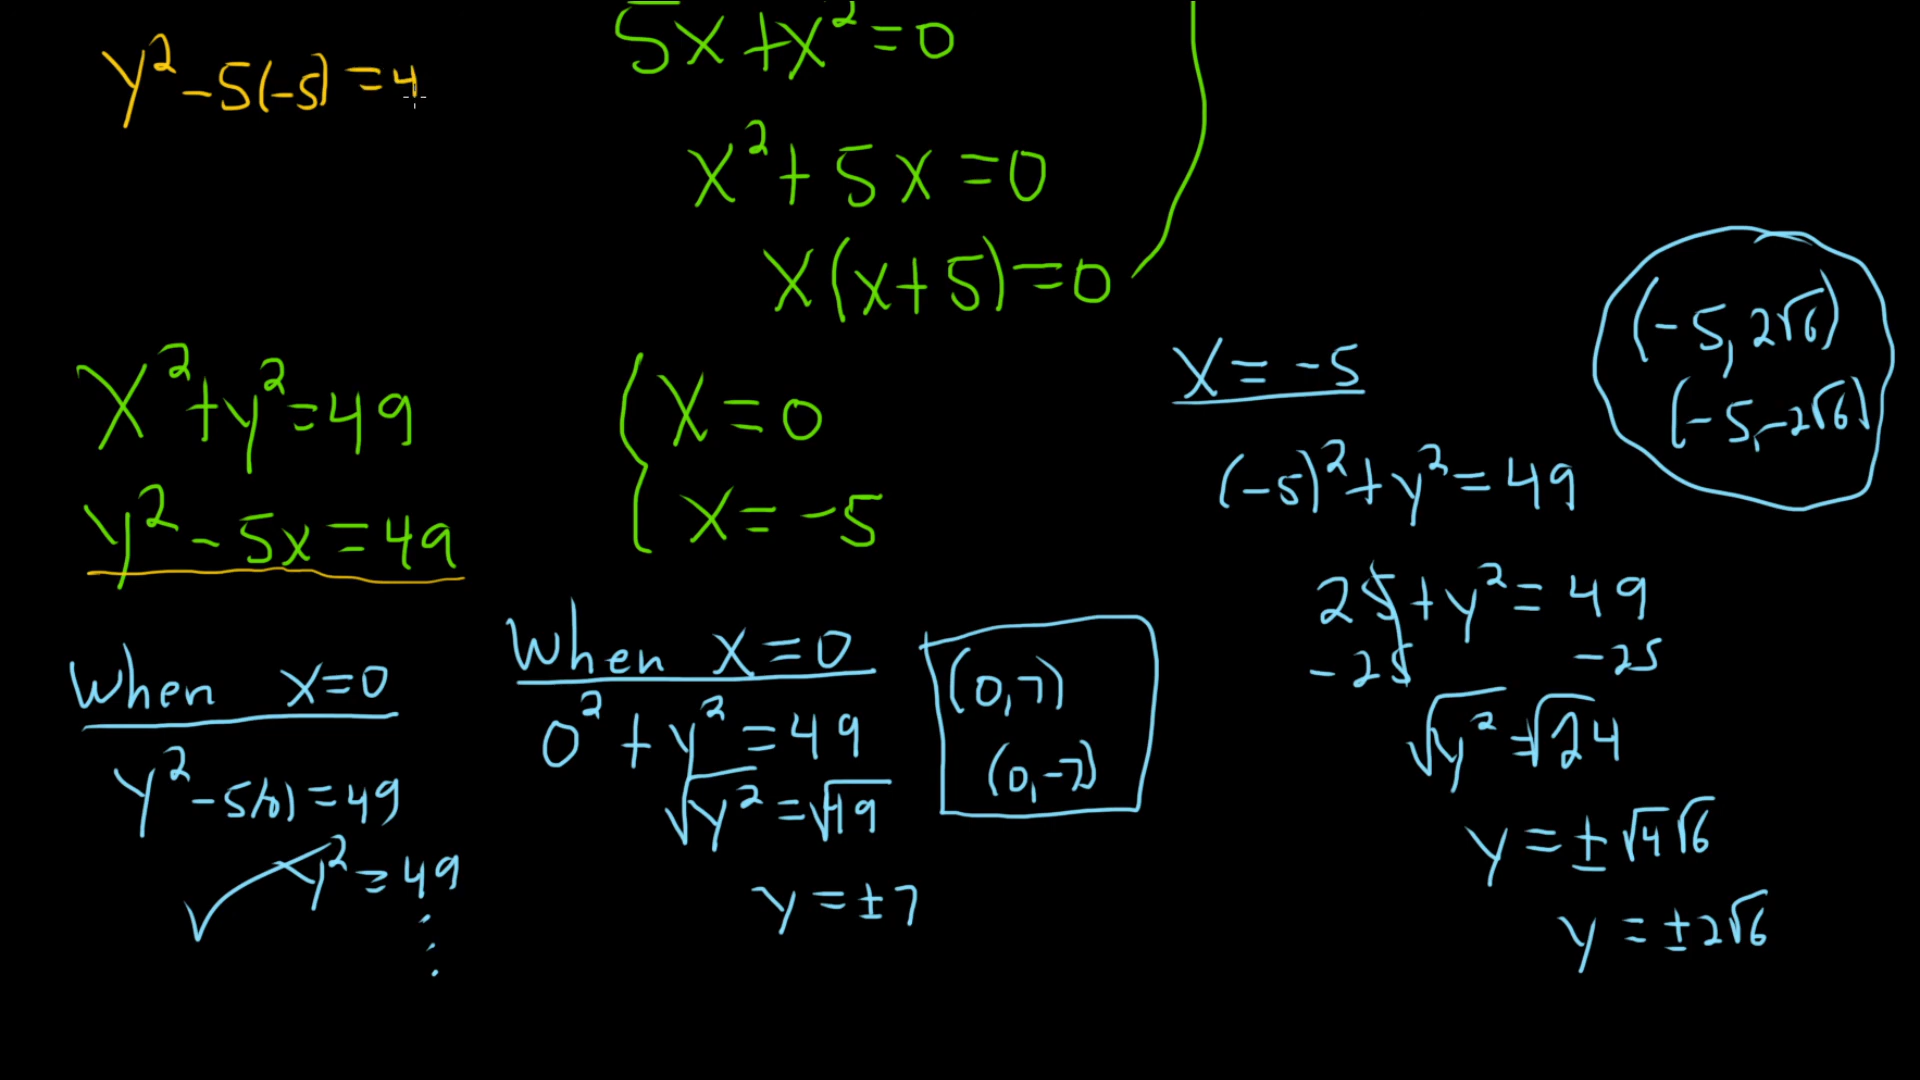 y² - 5(-5) = 4
5x + x² = 0
x² + 5x = 0
x(x + 5) = 0
x² + y² = 49
y² - 5x = 49
{ x = 0
x = -5
When x = 0
y² - 5(0) = 49
y² = 49
When x = 0
0² + y² = 49
√y² = √49
y = ±7
(0, 7)
(0, -7)
x = -5
(-5)² + y² = 49
25 + y² = 49
-25 -25
√y² = √24
y = ±√4√6
y = ±2√6
(-5, 2√6)
(-5, -2√6)